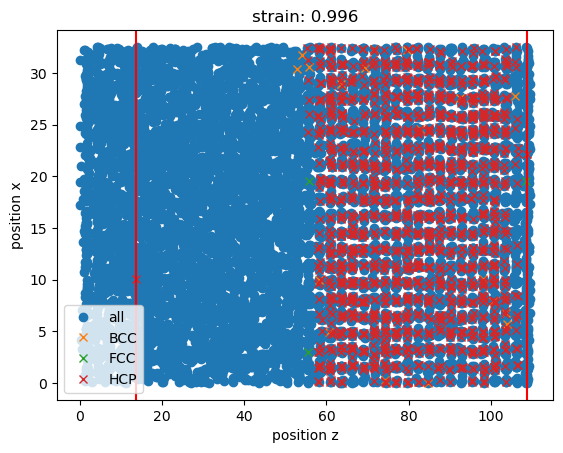 strain: 0.996
position x
30
25
20
15
10
5
0
all
BCC
FCC
HCP
0 20 40 60 80 100
position z